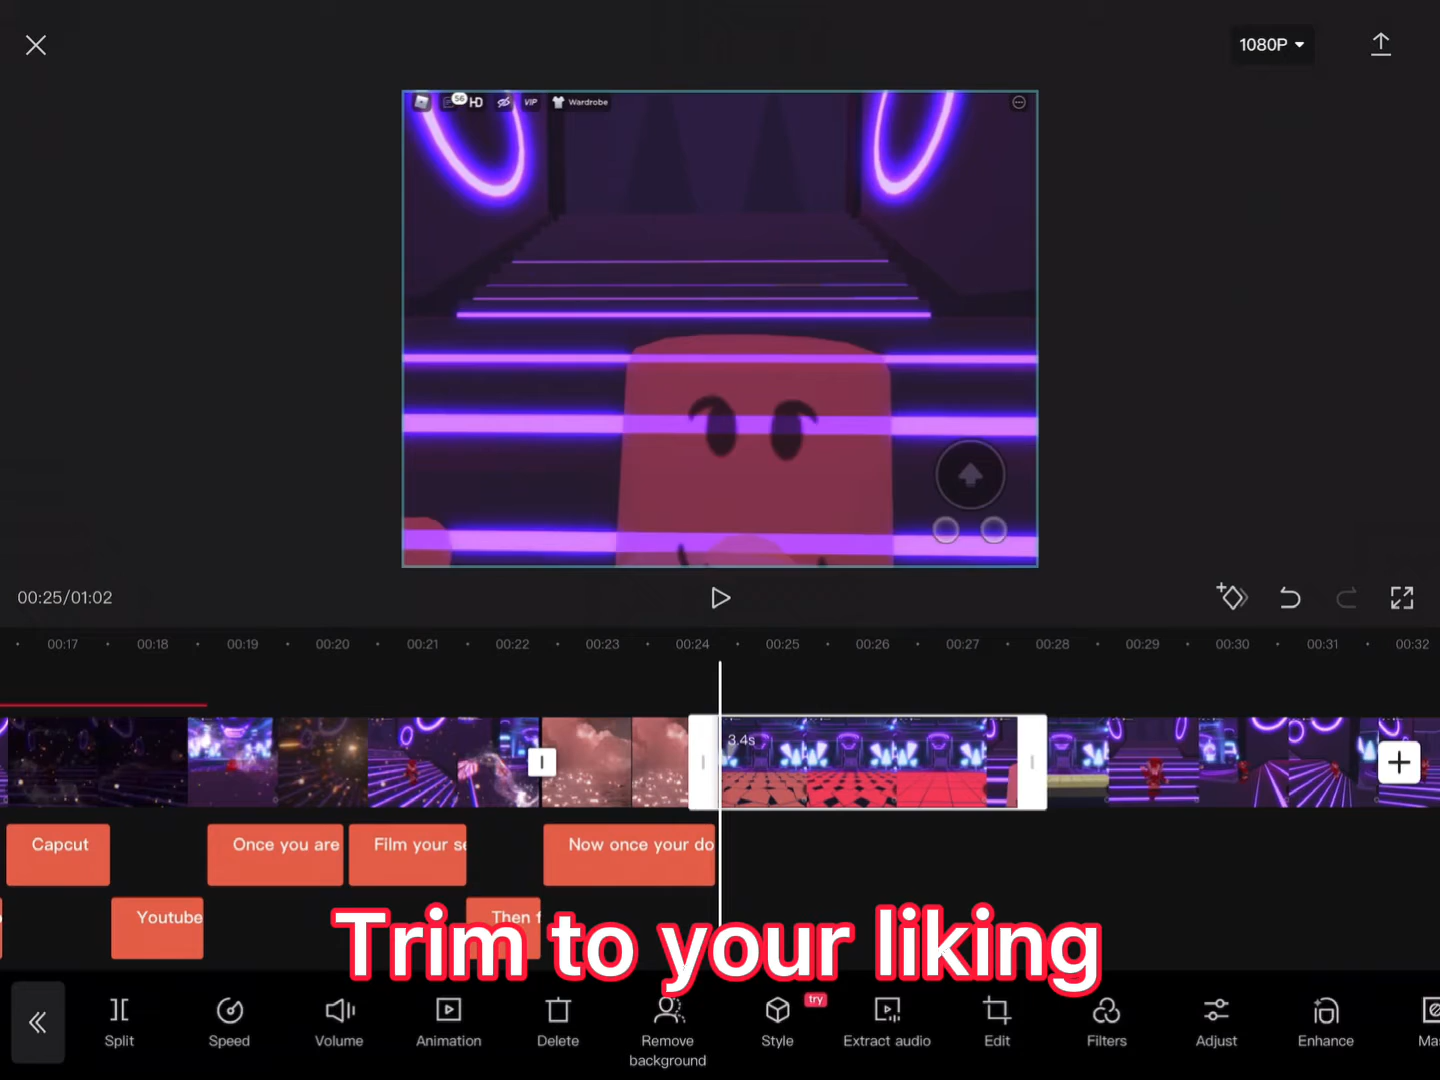 1080P
56 HD VIP Wardrobe
00:25/01:02
00:17 00:18 00:19 00:20 00:21 00:22 00:23 00:24 00:25 00:26 00:27 00:28 00:29 00:30 00:31 00:32
3.4s
Capcut
Once you are
Film your se
Now once your do
Youtube
Then f
Trim to your liking
try
Split Speed Volume Animation Delete Remove background Style Extract audio Edit Filters Adjust Enhance Mas